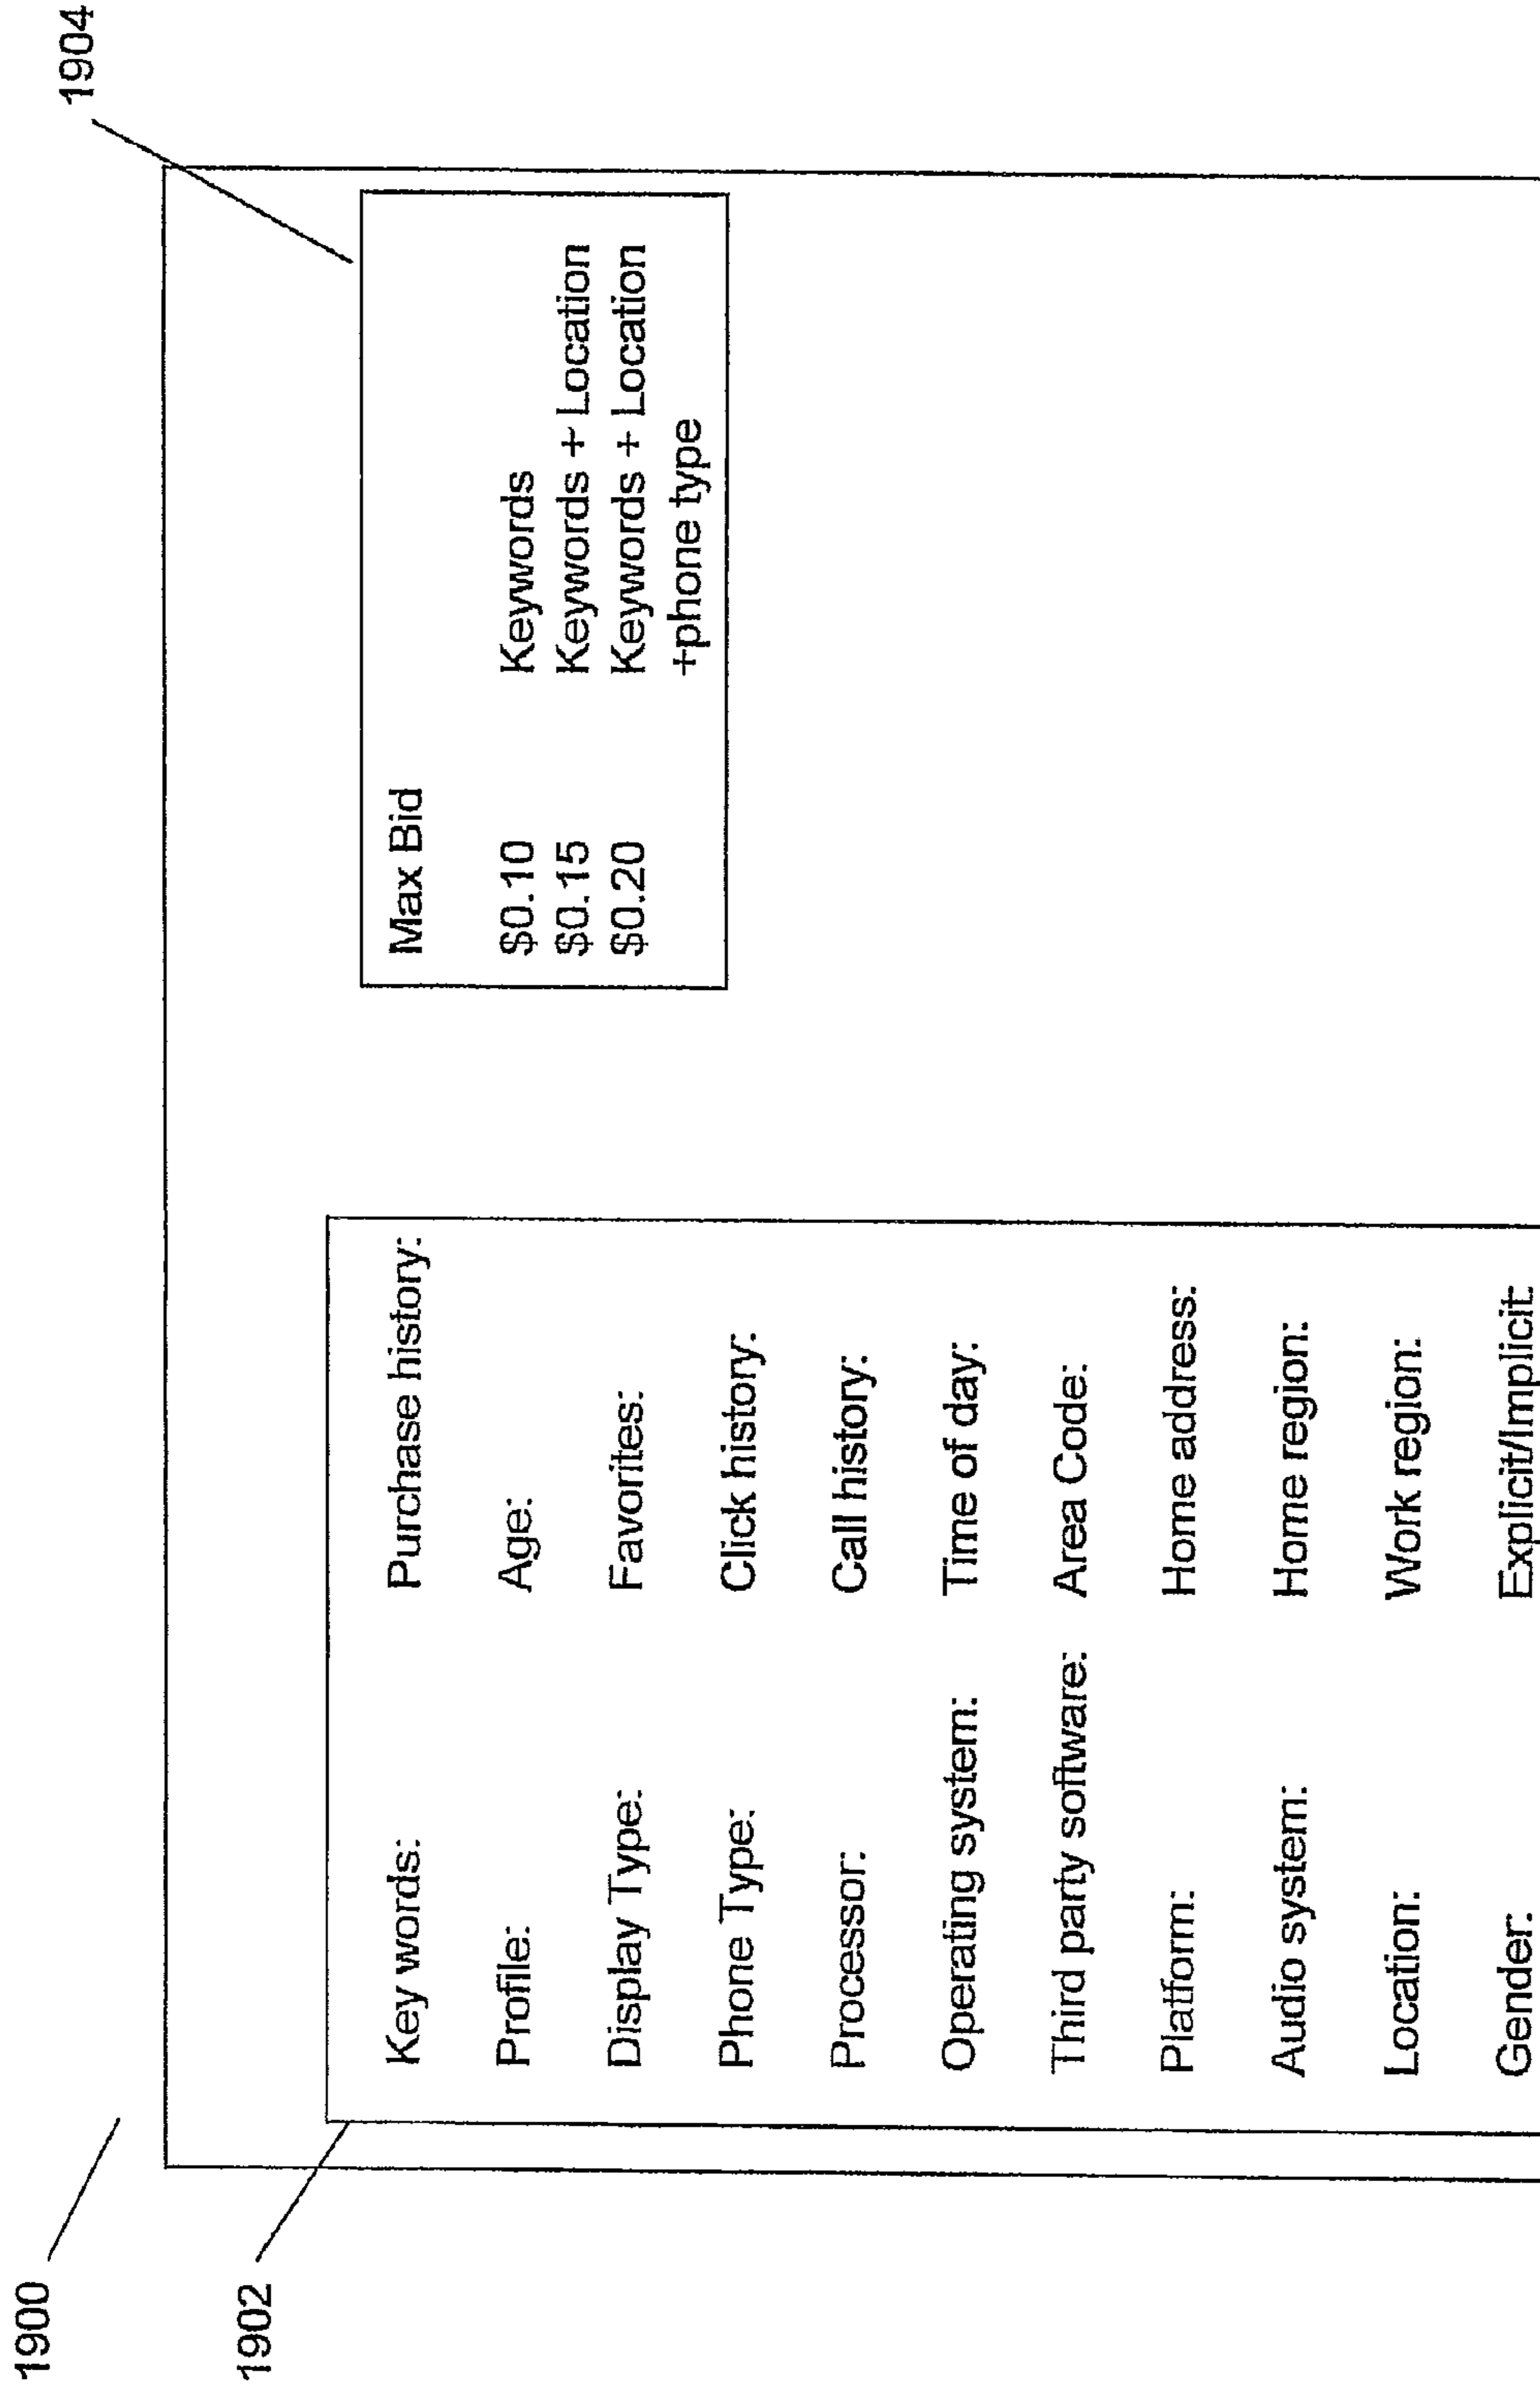 1900
1902
1904
Key words: Purchase history:
Profile: Age:
Display Type: Favorites:
Phone Type: Click history:
Processor: Call history:
Operating system: Time of day:
Third party software: Area Code:
Platform: Home address:
Audio system: Home region:
Location: Work region:
Gender: Explicit/Implicit:
Max Bid
$0.10 Keywords
$0.15 Keywords + Location
$0.20 Keywords + Location
+phone type